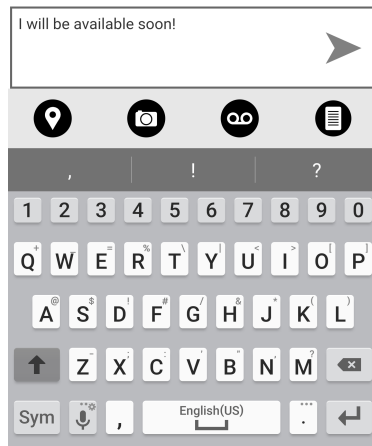 I will be available soon!
, ! ?
1 2 3 4 5 6 7 8 9 0
+ - = % \ | < > [ ]
Q W E R T Y U I O P
@ $ ! # / & * ( )
A S D F G H J K L
- ' : ' " , ?
Z X C V B N M
Sym , English(US) .